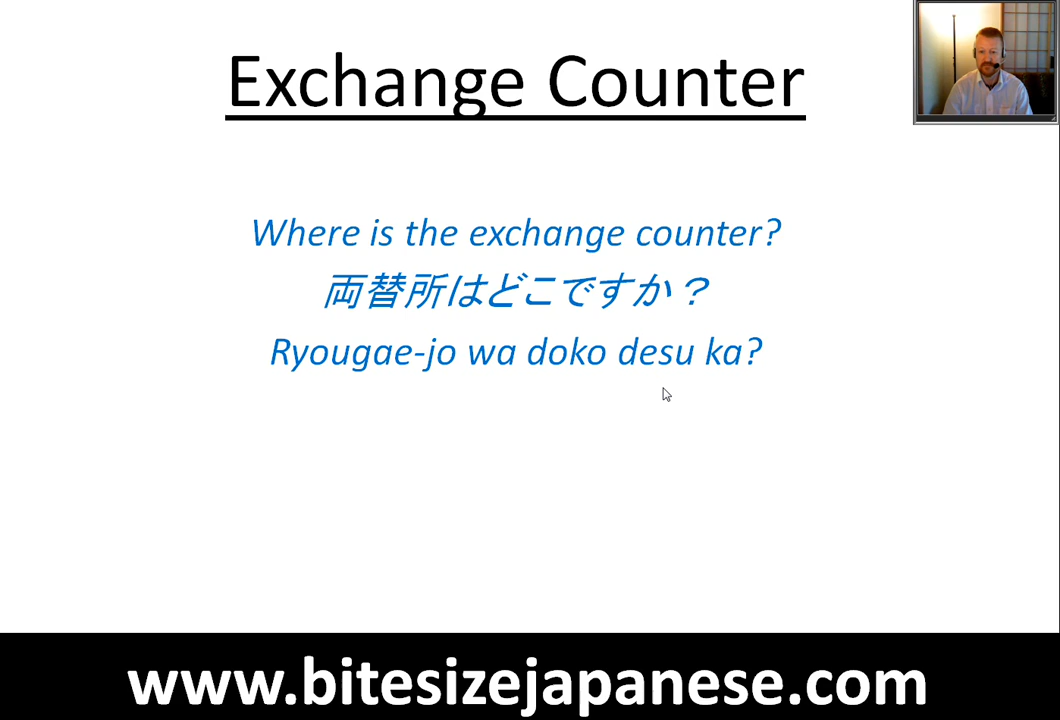 Exchange Counter
Where is the exchange counter?
両替所はどこですか？
Ryougae-jo wa doko desu ka?
www.bitesizejapanese.com